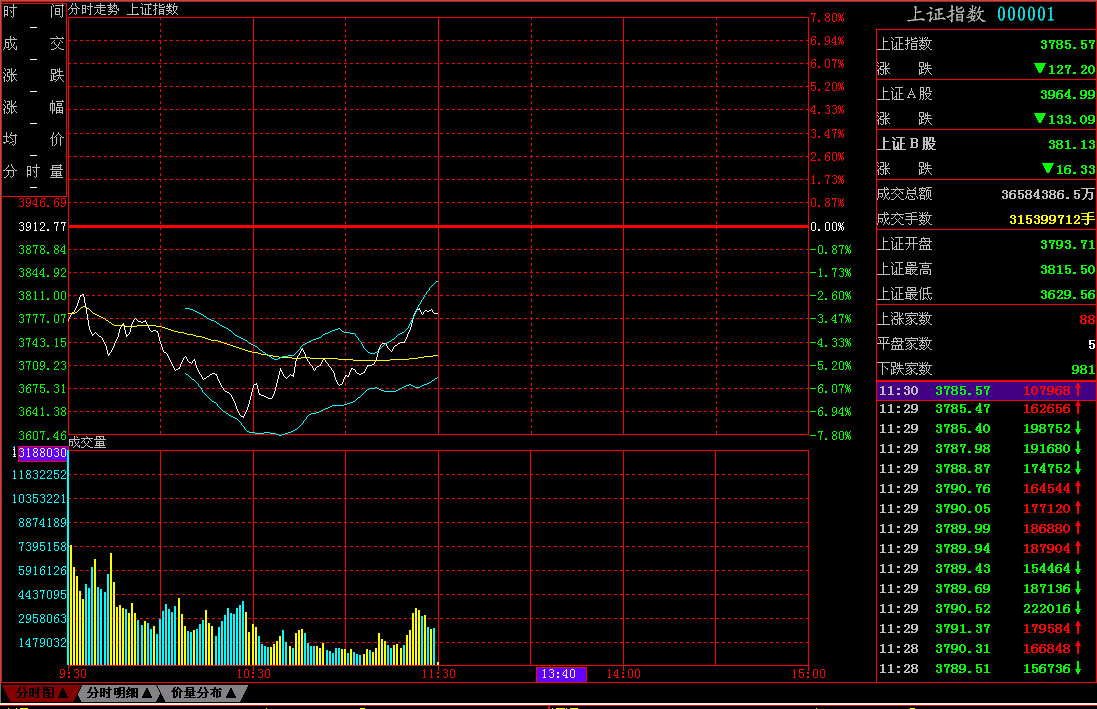 分时走势 上证指数
时 间
-
成 交
-
涨 跌
-
涨 幅
-
均 价
-
分 时 量
-
3946.69
3912.77
3878.84
3844.92
3811.00
3777.07
3743.15
3709.23
3675.31
3641.38
3607.46
7.80%
6.94%
6.07%
5.20%
4.33%
3.47%
2.60%
1.73%
0.87%
0.00%
-0.87%
-1.73%
-2.60%
-3.47%
-4.33%
-5.20%
-6.07%
-6.94%
-7.80%
成交量
13188030
11832252
10353221
8874189
7395158
5916126
4437095
2958063
1479032
9:30 10:30 11:30 13:40 14:00 15:00
分时图▲ 分时明细▲ 价量分布▲
上证指数 000001
上证指数 3785.57
涨 跌 ▼127.20
上证A股 3964.99
涨 跌 ▼133.09
上证B股 381.13
涨 跌 ▼16.33
成交总额 36584386.5万
成交手数 315399712手
上证开盘 3793.71
上证最高 3815.50
上证最低 3629.56
上涨家数 88
平盘家数 5
下跌家数 981
11:30 3785.57 107968↑
11:29 3785.47 162656↑
11:29 3785.40 198752↓
11:29 3787.98 191680↓
11:29 3788.87 174752↓
11:29 3790.76 164544↑
11:29 3790.05 177120↑
11:29 3789.99 186880↑
11:29 3789.94 187904↑
11:29 3789.43 154464↓
11:29 3789.69 187136↓
11:29 3790.52 222016↓
11:29 3791.37 179584↑
11:28 3790.31 166848↑
11:28 3789.51 156736↓